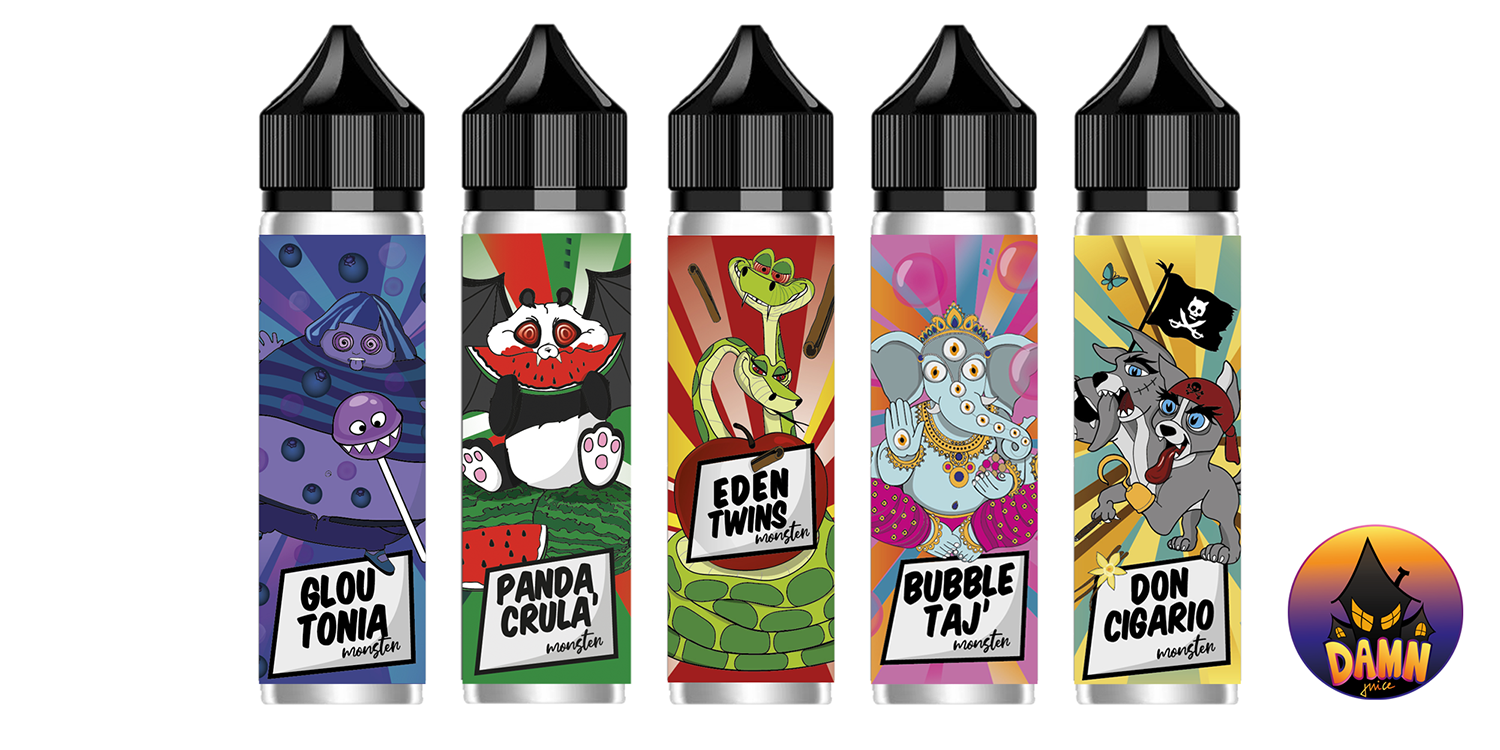 GLOU
TONIA
monster
PANDA
CRULA'
monster
EDEN
TWINS
monster
BUBBLE
TAJ'
monster
DON
CIGARIO
monster
DAMN
juice